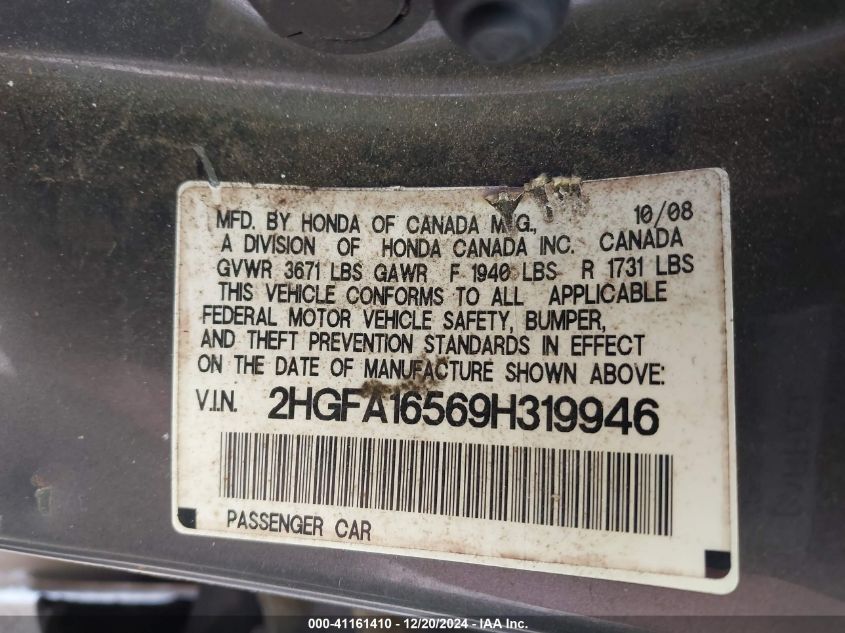 MFD. BY HONDA OF CANADA MFG., 10/08
A DIVISION OF HONDA CANADA INC. CANADA
GVWR 3671 LBS GAWR F 1940 LBS R 1731 LBS
THIS VEHICLE CONFORMS TO ALL APPLICABLE
FEDERAL MOTOR VEHICLE SAFETY, BUMPER,
AND THEFT PREVENTION STANDARDS IN EFFECT
ON THE DATE OF MANUFACTURE SHOWN ABOVE:
V.I.N. 2HGFA16569H319946
PASSENGER CAR
000-41161410 - 12/20/2024 - IAA Inc.